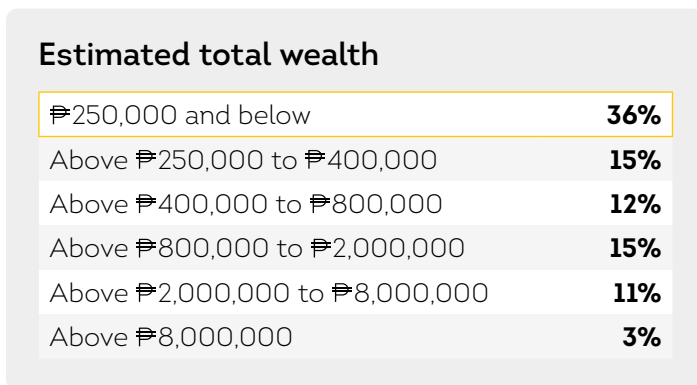 Estimated total wealth
₱250,000 and below 36%
Above ₱250,000 to ₱400,000 15%
Above ₱400,000 to ₱800,000 12%
Above ₱800,000 to ₱2,000,000 15%
Above ₱2,000,000 to ₱8,000,000 11%
Above ₱8,000,000 3%